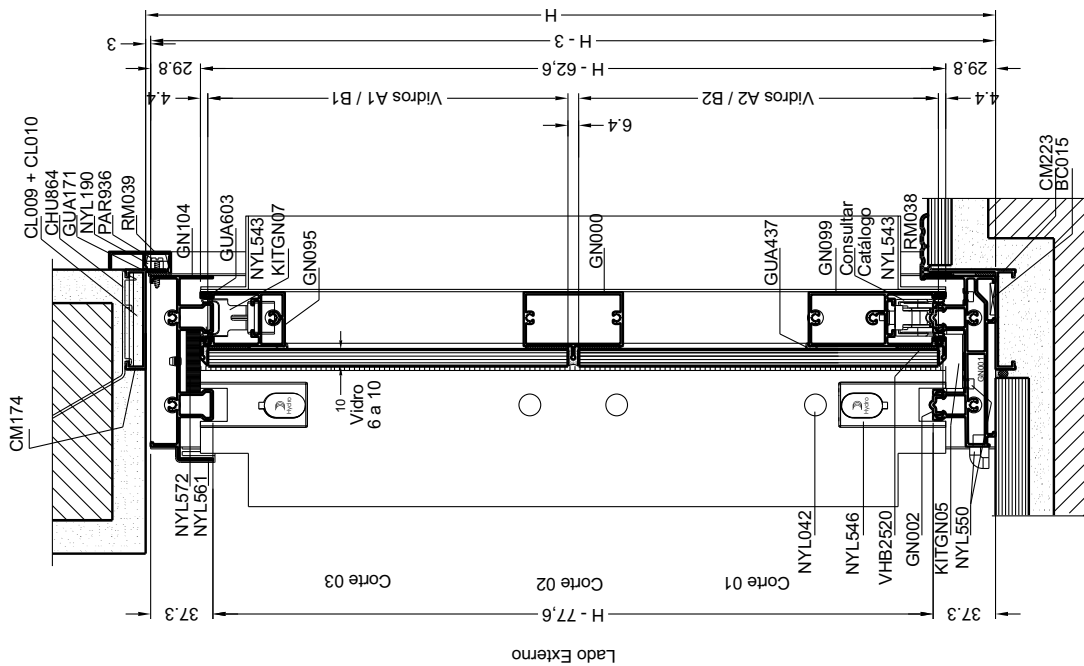 H
H - 3
3
29.8
H - 62,6
29.8
4.4
Vidros A1 / B1
Vidros A2 / B2
4.4
6.4
CL009 + CL010
CHU864
GUA171
NYL190
PAR936
RM039
GN104
GUA603
NYL543
KITGN07
GN095
GN000
GUA437
GN099
Consultar
Catálogo
NYL543
RM038
CM223
BC015
CM174
10
Vidro
6 a 10
Hydro
Hydro
GN001
NYL572
NYL561
NYL042
NYL546
VHB2520
GN002
KITGN05
NYL550
Corte 03
Corte 02
Corte 01
37.3
H - 77,6
37.3
Lado Externo